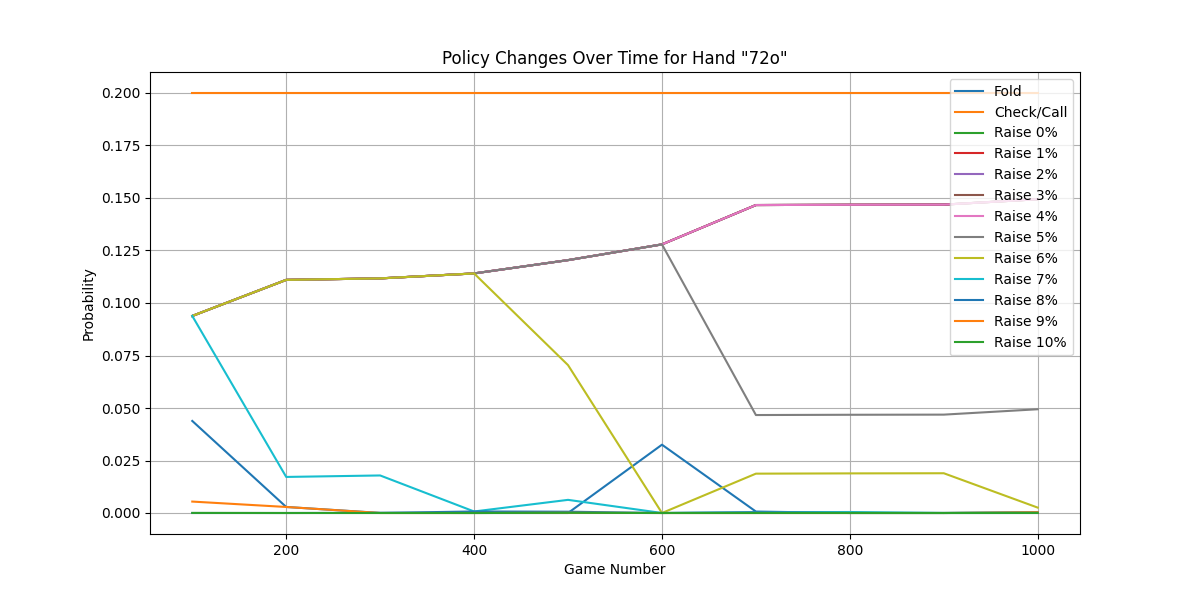 Policy Changes Over Time for Hand "72o"
Probability
0.200
0.175
0.150
0.125
0.100
0.075
0.050
0.025
0.000
Fold
Check/Call
Raise 0%
Raise 1%
Raise 2%
Raise 3%
Raise 4%
Raise 5%
Raise 6%
Raise 7%
Raise 8%
Raise 9%
Raise 10%
200
400
600
800
1000
Game Number